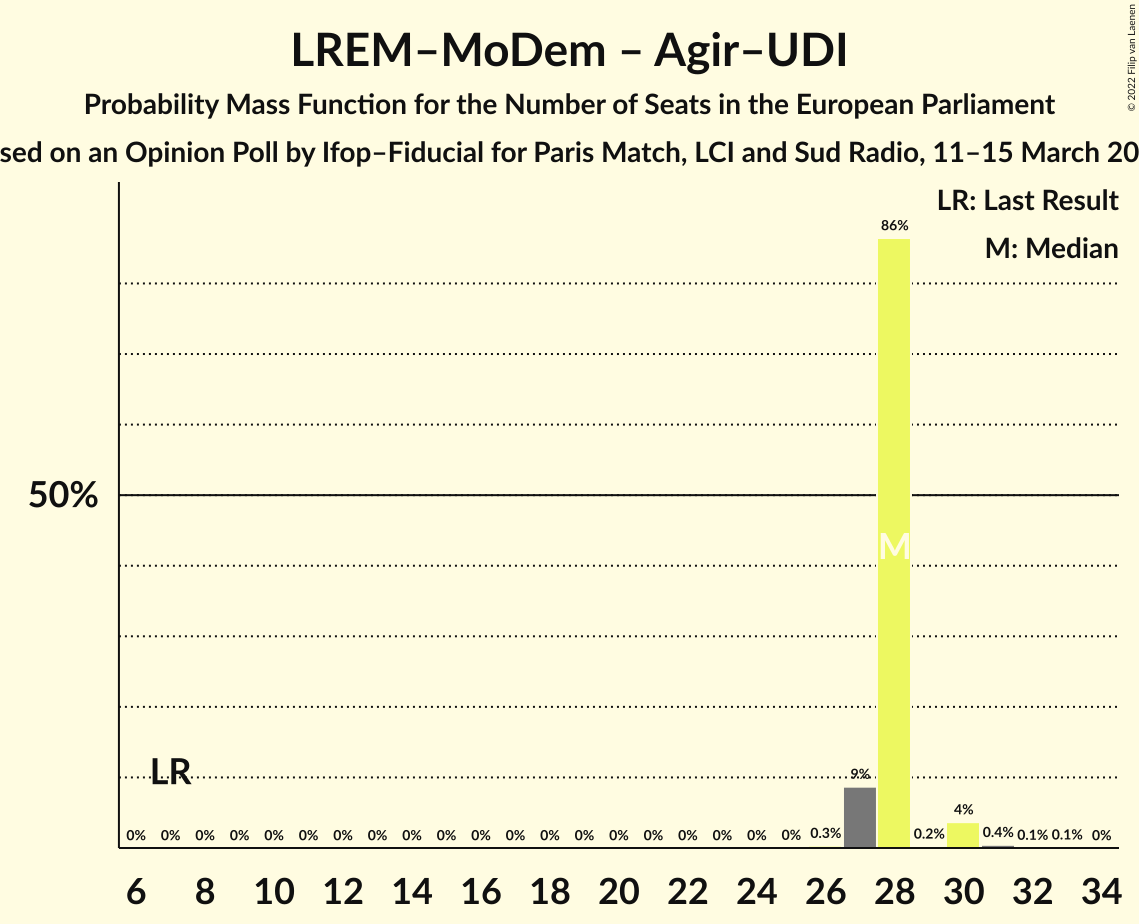 LREM–MoDem – Agir–UDI
Probability Mass Function for the Number of Seats in the European Parliament
sed on an Opinion Poll by Ifop–Fiducial for Paris Match, LCI and Sud Radio, 11–15 March 20
© 2022 Filip van Laenen
LR: Last Result
M: Median
86%
50%
M
LR
9%
4%
0% 0% 0% 0% 0% 0% 0% 0% 0% 0% 0% 0% 0% 0% 0% 0% 0% 0% 0% 0% 0.3% 0.2% 0.4% 0.1% 0.1% 0%
6 8 10 12 14 16 18 20 22 24 26 28 30 32 34